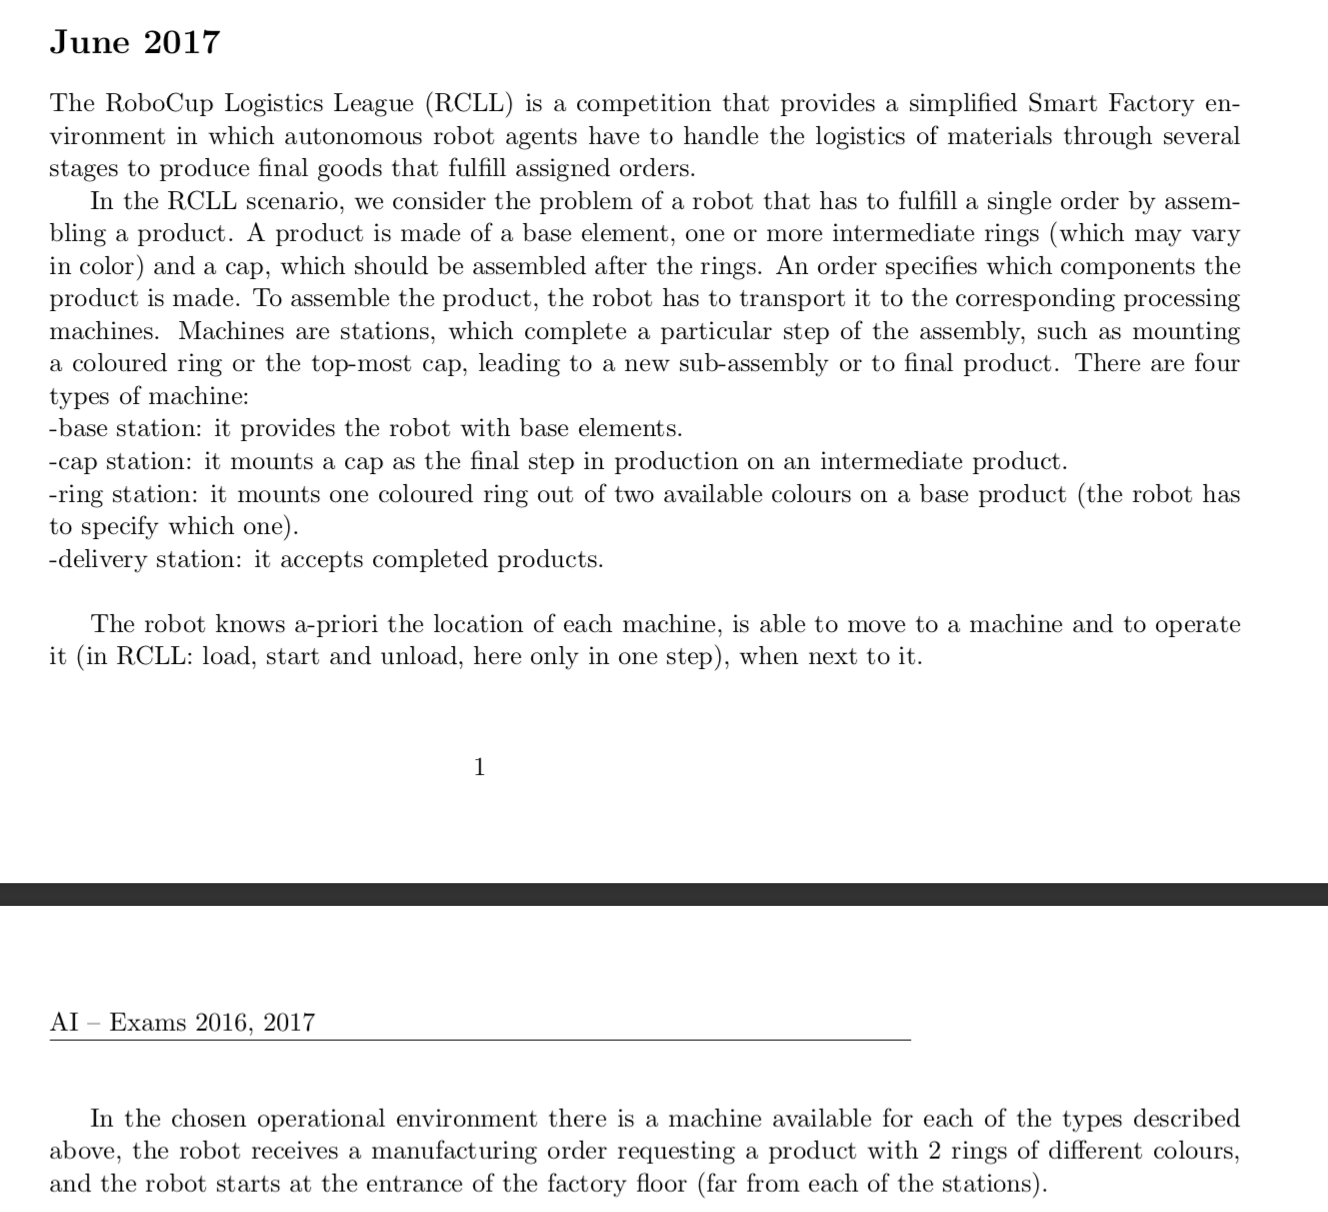 June 2017
The RoboCup Logistics League (RCLL) is a competition that provides a simplified Smart Factory en-
vironment in which autonomous robot agents have to handle the logistics of materials through several
stages to produce final goods that fulfill assigned orders.
In the RCLL scenario, we consider the problem of a robot that has to fulfill a single order by assem-
bling a product. A product is made of a base element, one or more intermediate rings (which may vary
in color) and a cap, which should be assembled after the rings. An order specifies which components the
product is made. To assemble the product, the robot has to transport it to the corresponding processing
machines. Machines are stations, which complete a particular step of the assembly, such as mounting
a coloured ring or the top-most cap, leading to a new sub-assembly or to final product. There are four
types of machine:
-base station: it provides the robot with base elements.
-cap station: it mounts a cap as the final step in production on an intermediate product.
-ring station: it mounts one coloured ring out of two available colours on a base product (the robot has
to specify which one).
-delivery station: it accepts completed products.
The robot knows a-priori the location of each machine, is able to move to a machine and to operate
it (in RCLL: load, start and unload, here only in one step), when next to it.
1
AI – Exams 2016, 2017
In the chosen operational environment there is a machine available for each of the types described
above, the robot receives a manufacturing order requesting a product with 2 rings of different colours,
and the robot starts at the entrance of the factory floor (far from each of the stations).